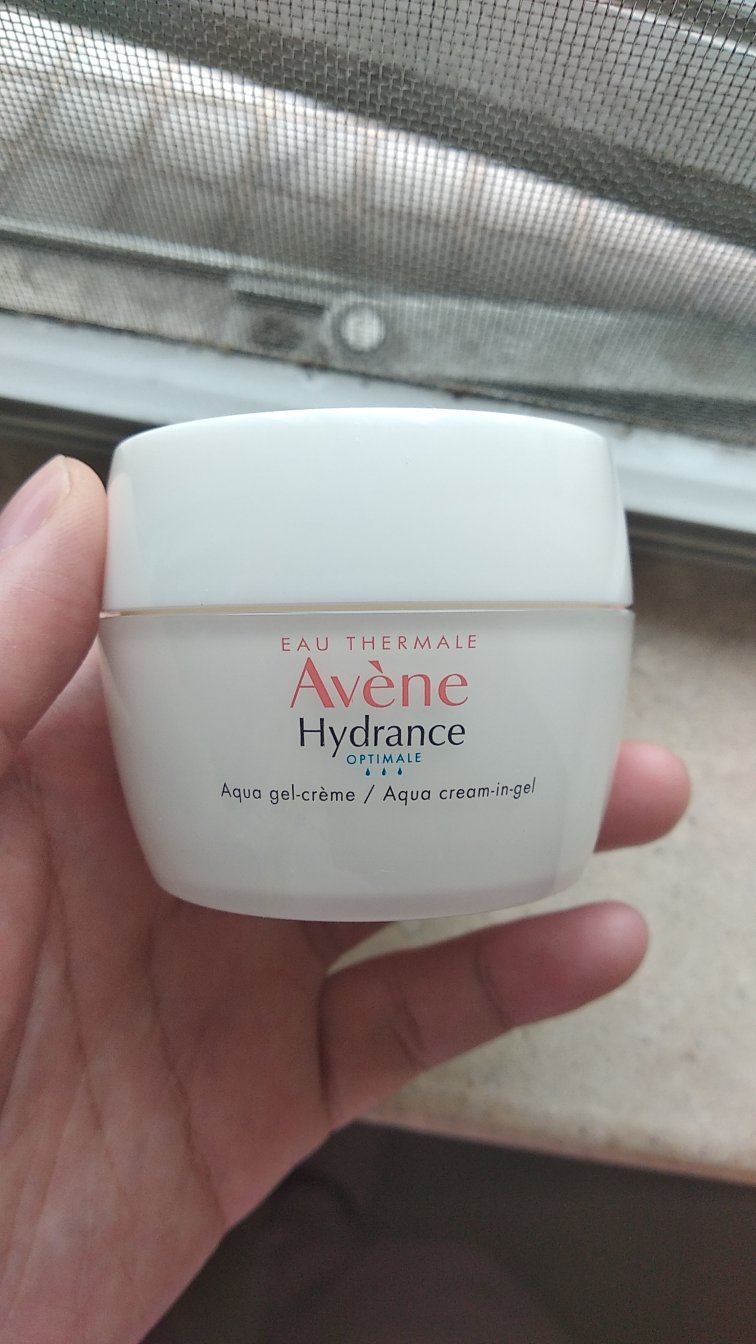 EAU THERMALE
Avène
Hydrance
OPTIMALE
Aqua gel-crème / Aqua cream-in-gel